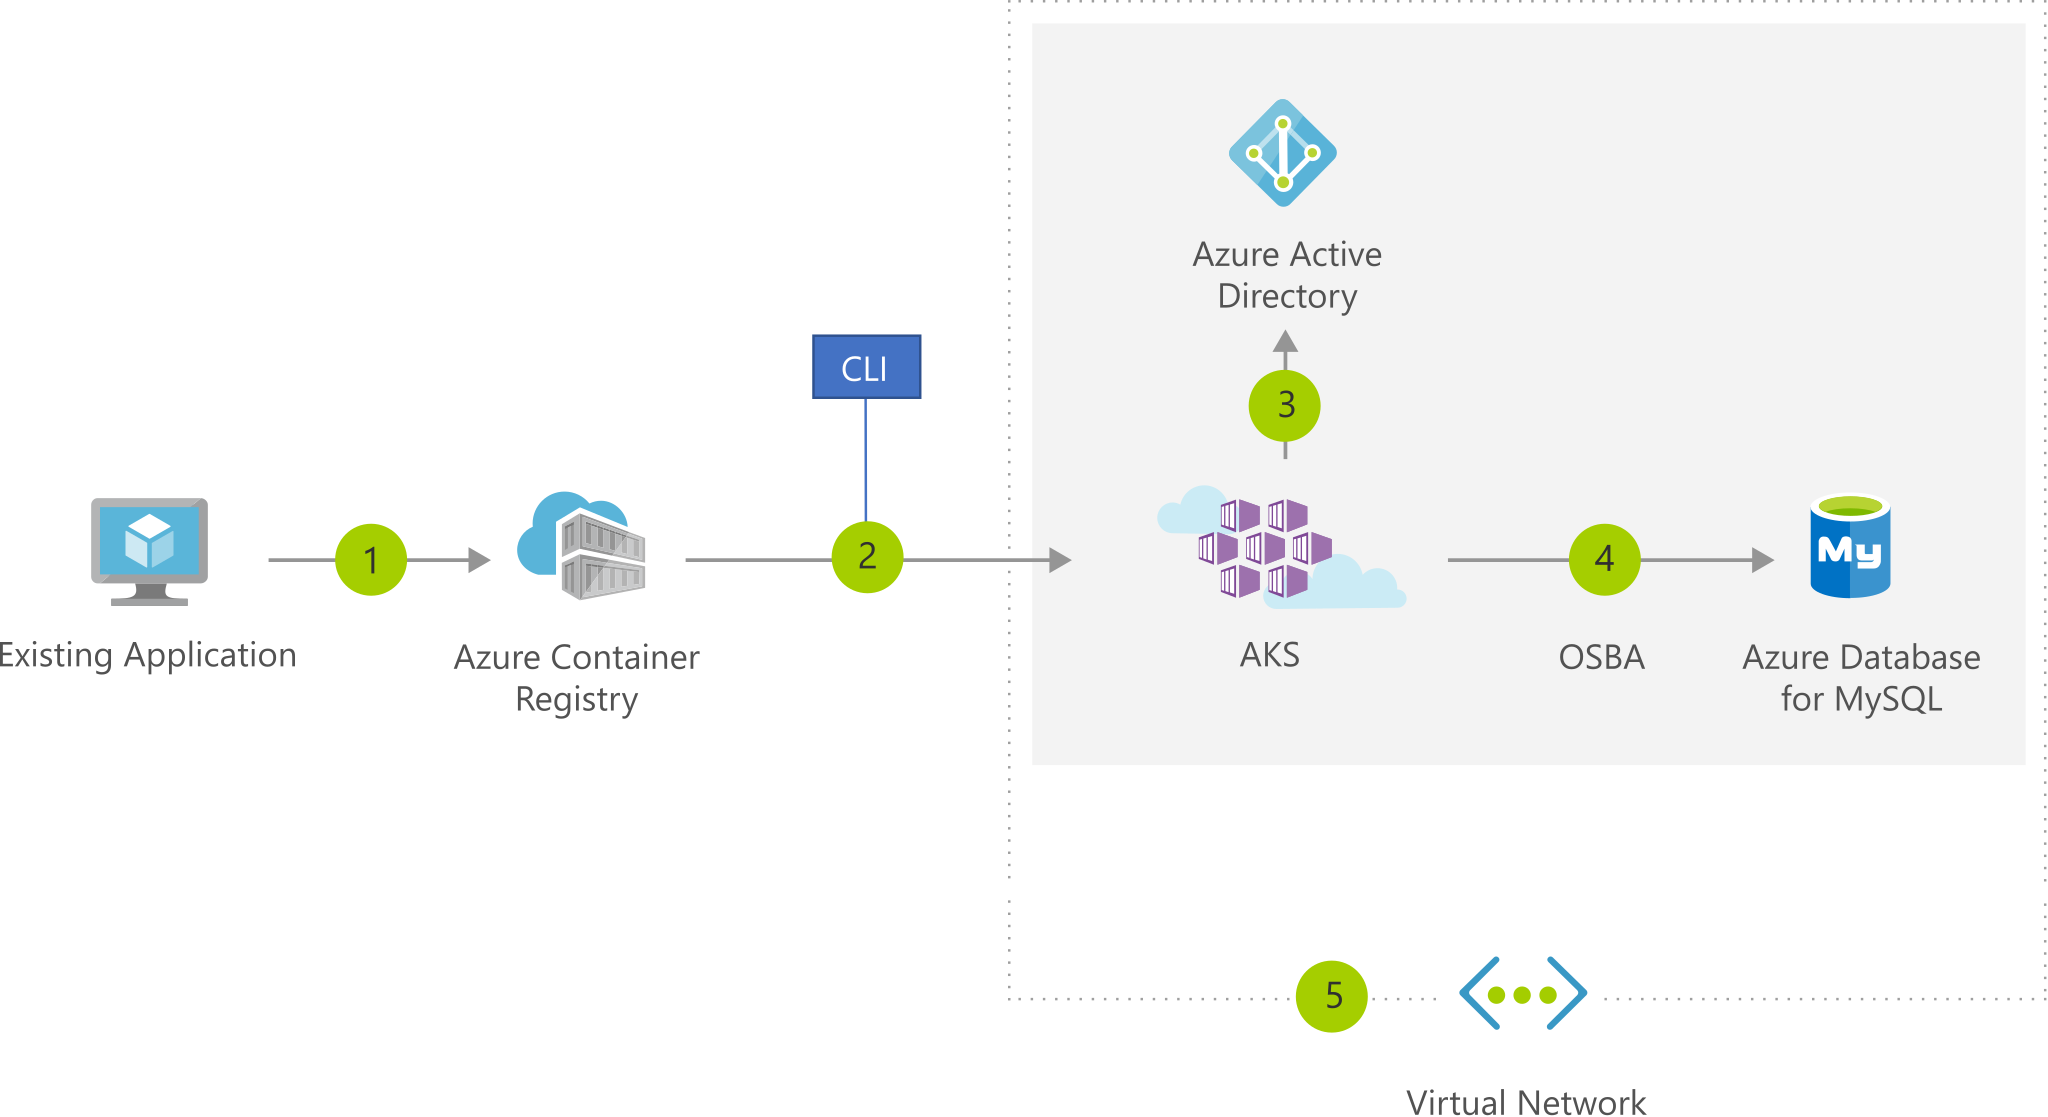 Azure Active
Directory
CLI
3
1
2
4
My
Existing Application
Azure Container
Registry
AKS
OSBA
Azure Database
for MySQL
5
Virtual Network